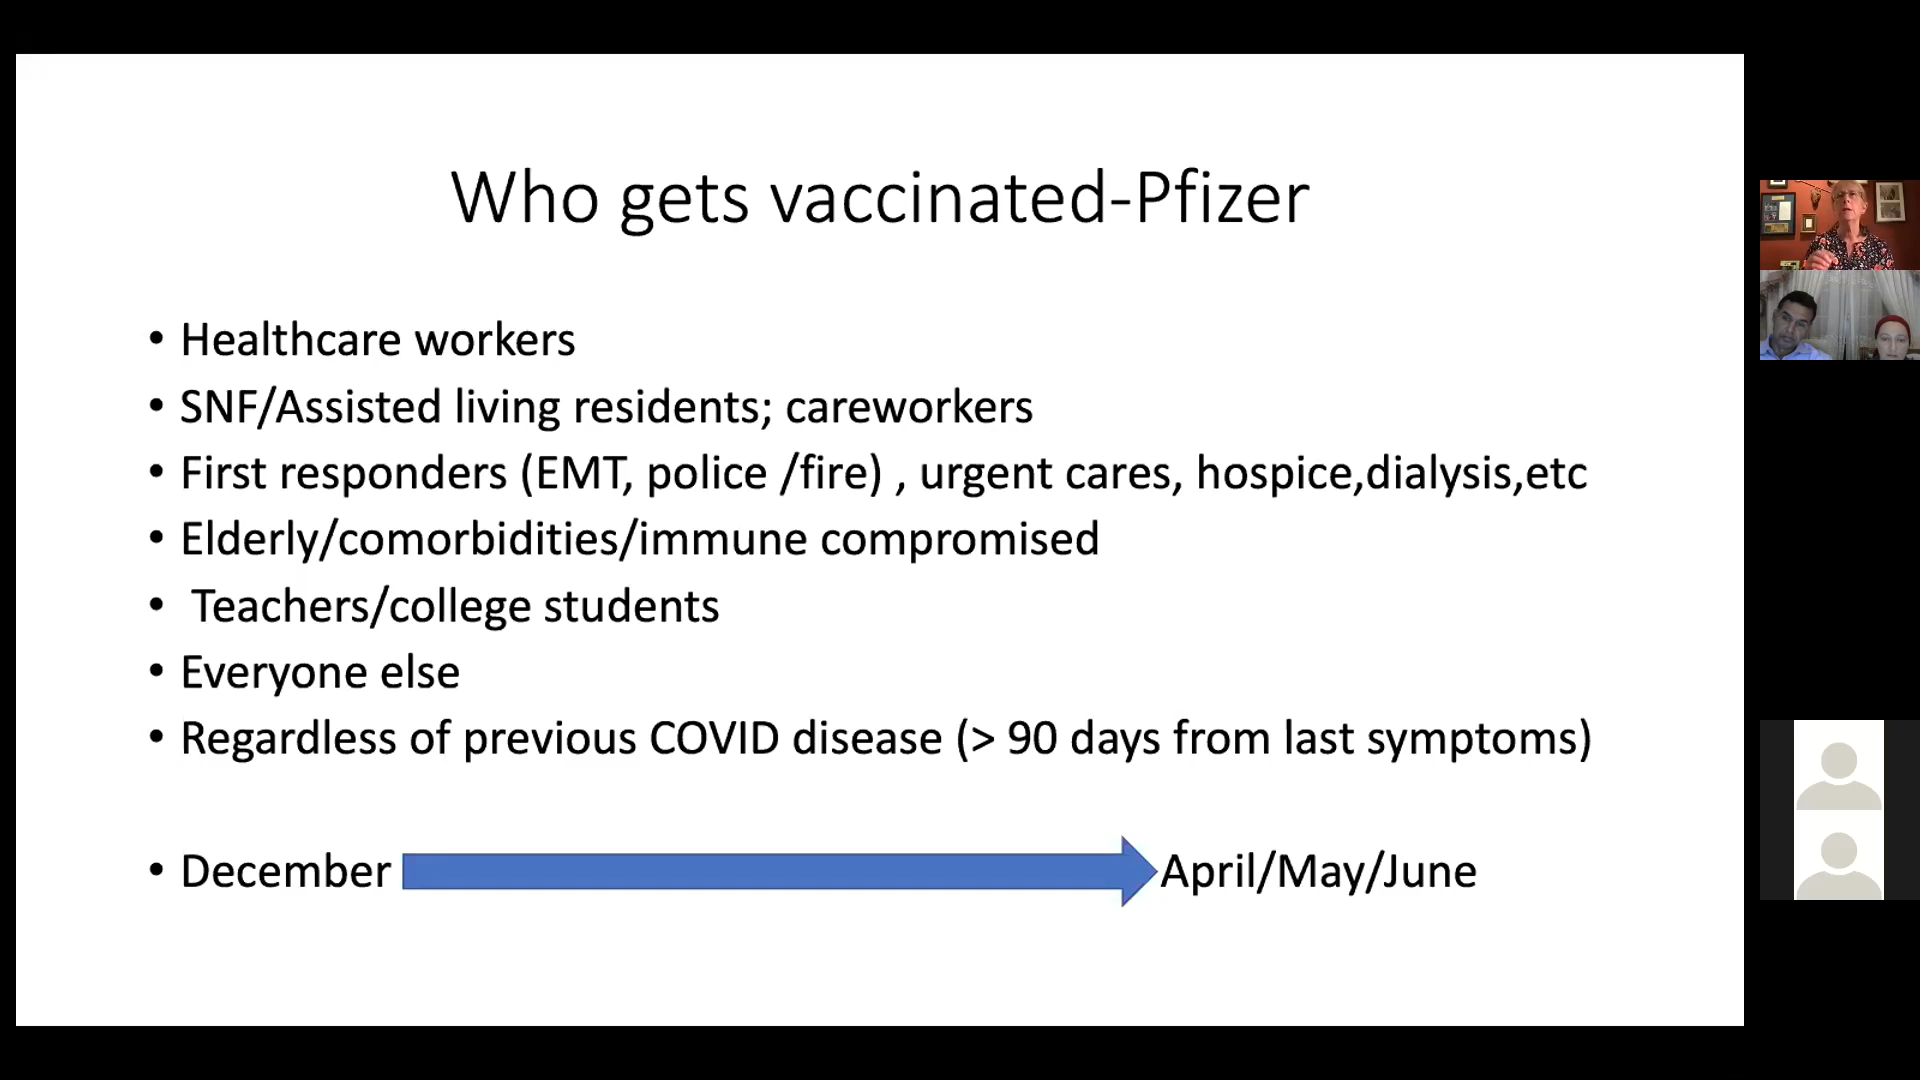 Who gets vaccinated-Pfizer
• Healthcare workers
• SNF/Assisted living residents; careworkers
• First responders (EMT, police /fire) , urgent cares, hospice,dialysis,etc
• Elderly/comorbidities/immune compromised
• Teachers/college students
• Everyone else
• Regardless of previous COVID disease (> 90 days from last symptoms)
• December April/May/June